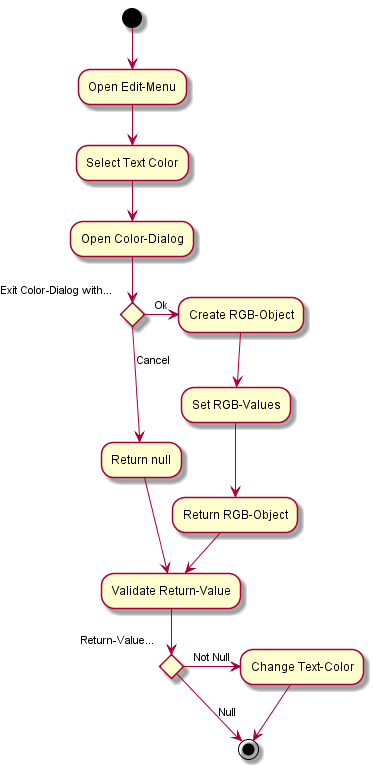 Open Edit-Menu
Select Text Color
Open Color-Dialog
Exit Color-Dialog with...
Ok
Create RGB-Object
Cancel
Set RGB-Values
Return null
Return RGB-Object
Validate Return-Value
Return-Value...
Not Null
Change Text-Color
Null